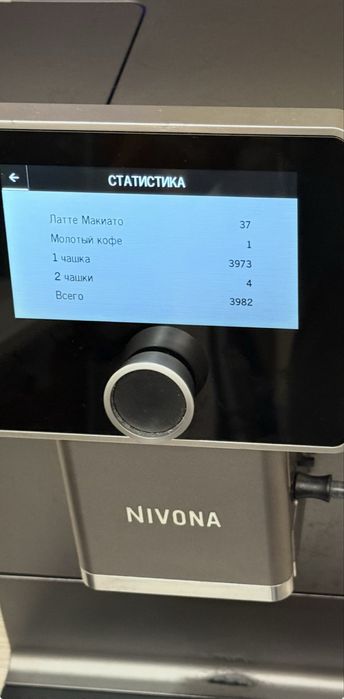 СТАТИСТИКА
Латте Макиато 37
Молотый кофе 1
1 чашка 3973
2 чашки 4
Всего 3982
NIVONA